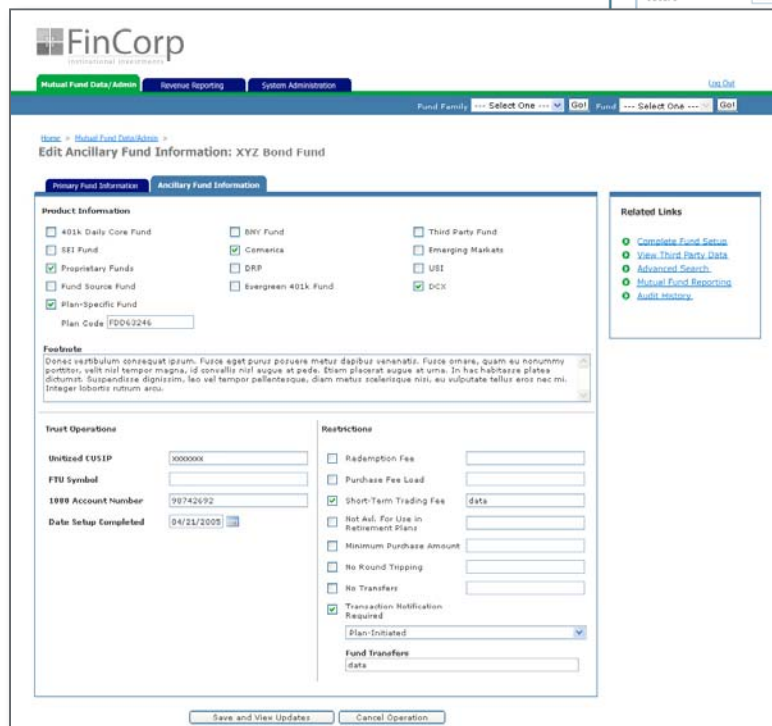 FinCorp
Institutional Investments
Mutual Fund Data/Admin Revenue Reporting System Administration Log Out
Fund Family --- Select One --- Go! Fund --- Select One --- Go!
Home > Mutual Fund Data/Admin >
Edit Ancillary Fund Information: XYZ Bond Fund
Primary Fund Information Ancillary Fund Information
Product Information
401k Daily Core Fund BNY Fund Third Party Fund
SEI Fund Comerica Emerging Markets
Proprietary Funds DRP USI
Fund Source Fund Evergreen 401k Fund DCX
Plan-Specific Fund
Plan Code FDD63246
Footnote
Donec vestibulum consequat ipsum. Fusce eget purus posuere metus dapibus venenatis. Fusce ornare, quam eu nonummy
porttitor, velit nisl tempor magna, id convallis nisl augue at pede. Etiam placerat augue at urna. In hac habitasse platea
dictumst. Suspendisse dignissim, leo vel tempor pellentesque, diam metus scelerisque nisi, eu vulputate tellus eros nec mi.
Integer lobortis rutrum arcu.
Related Links
Complete Fund Setup
View Third Party Data
Advanced Search
Mutual Fund Reporting
Audit History
Trust Operations
Unitized CUSIP xxxxxxx
FTU Symbol
1000 Account Number 98742692
Date Setup Completed 04/21/2005
Restrictions
Redemption Fee
Purchase Fee Load
Short-Term Trading Fee data
Not Avl. For Use in
Retirement Plans
Minimum Purchase Amount
No Round Tripping
No Transfers
Transaction Notification
Required
Plan-Initiated
Fund Transfers
data
Save and View Updates Cancel Operation